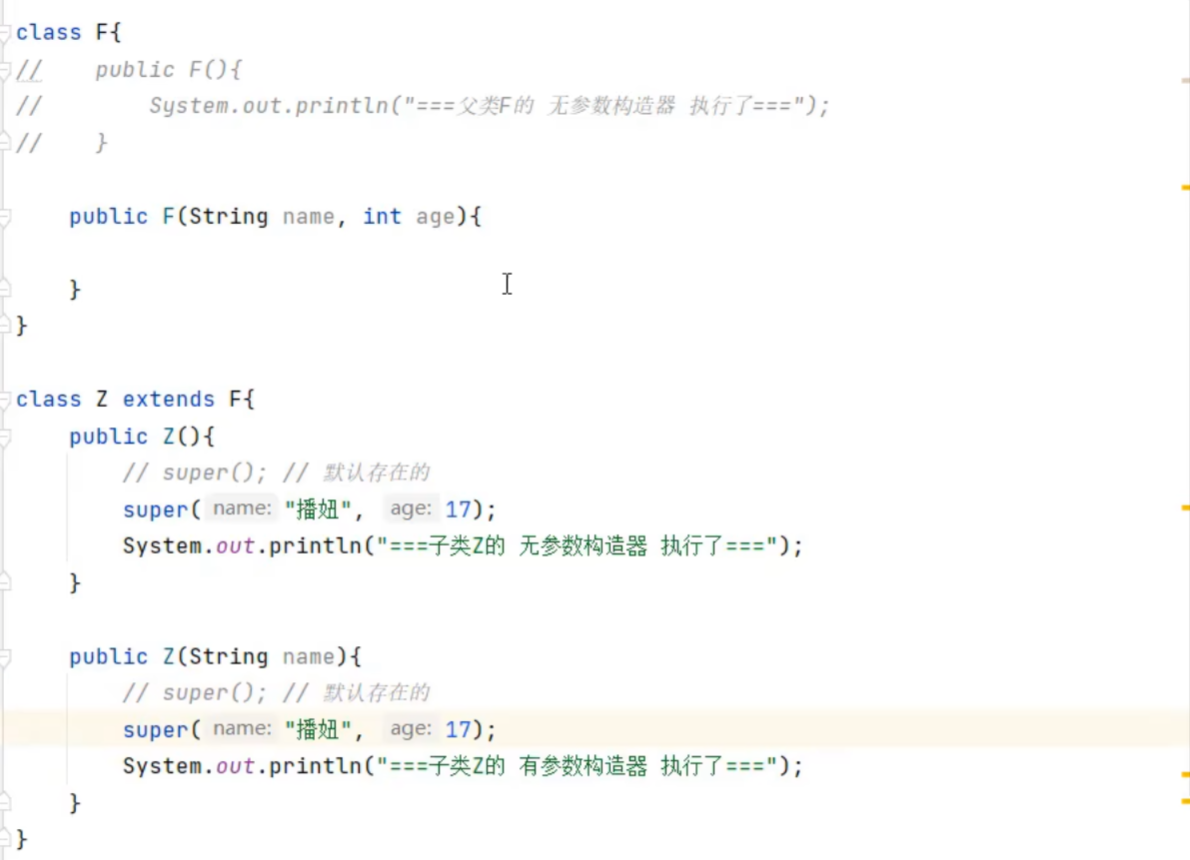 class F{
//    public F(){
//        System.out.println("===父类F的 无参数构造器 执行了===");
//    }
    public F(String name, int age){
    }
}
class Z extends F{
    public Z(){
        // super(); // 默认存在的
        super( name: "播妞", age: 17);
        System.out.println("===子类Z的 无参数构造器 执行了===");
    }
    public Z(String name){
        // super(); // 默认存在的
        super( name: "播妞", age: 17);
        System.out.println("===子类Z的 有参数构造器 执行了===");
    }
}